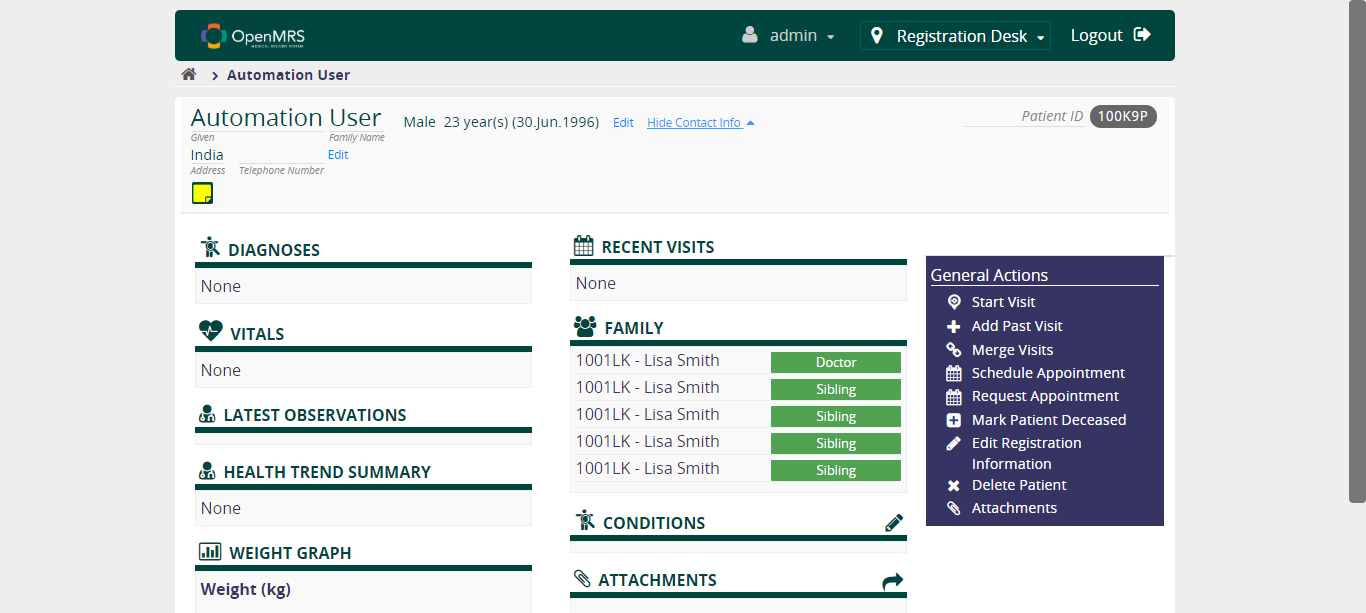 OpenMRS
MEDICAL RECORD SYSTEM
admin
Registration Desk
Logout
Automation User
Automation User
Given Family Name
Male 23 year(s) (30.Jun.1996) Edit Hide Contact Info
Patient ID 100K9P
India Edit
Address Telephone Number
DIAGNOSES
None
VITALS
None
LATEST OBSERVATIONS
HEALTH TREND SUMMARY
None
WEIGHT GRAPH
Weight (kg)
RECENT VISITS
None
FAMILY
1001LK - Lisa Smith Doctor
1001LK - Lisa Smith Sibling
1001LK - Lisa Smith Sibling
1001LK - Lisa Smith Sibling
1001LK - Lisa Smith Sibling
CONDITIONS
ATTACHMENTS
General Actions
Start Visit
Add Past Visit
Merge Visits
Schedule Appointment
Request Appointment
Mark Patient Deceased
Edit Registration
Information
Delete Patient
Attachments